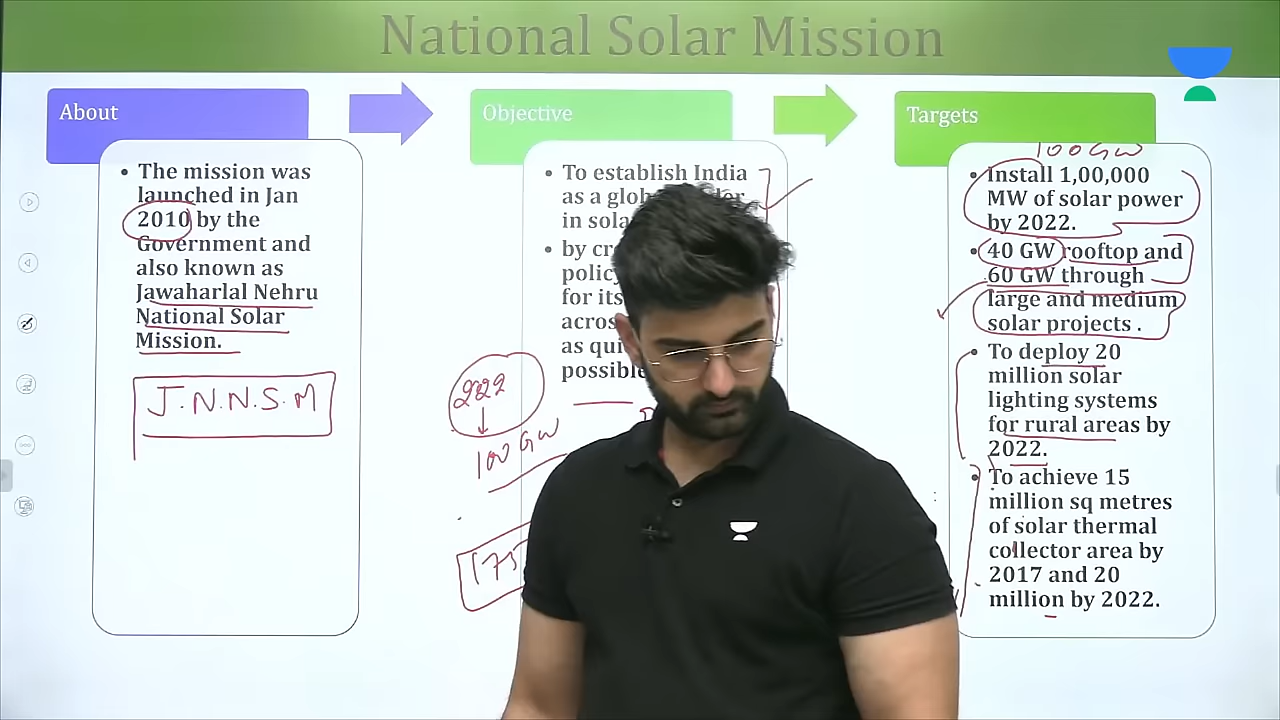 National Solar Mission
About
• The mission was
launched in Jan
2010 by the
Government and
also known as
Jawaharlal Nehru
National Solar
Mission.
J.N.N.S.M
Objective
• To establish India
as a glob
in sola
• by cr
policy
for its
acros
as qui
possible
100 GW
175
Targets
100 GW
• Install 1,00,000
MW of solar power
by 2022.
• 40 GW rooftop and
60 GW through
large and medium
solar projects .
• To deploy 20
million solar
lighting systems
for rural areas by
2022.
• To achieve 15
million sq metres
of solar thermal
collector area by
2017 and 20
million by 2022.